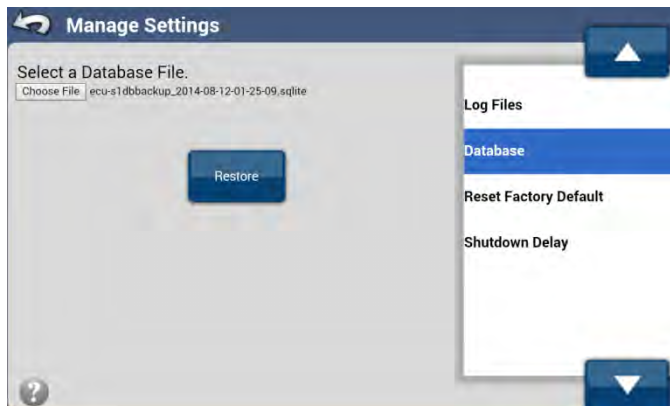 Manage Settings
Select a Database File.
Choose File ecu-s1dbbackup_2014-08-12-01-25-09.sqlite
Restore
Log Files
Database
Reset Factory Default
Shutdown Delay
?